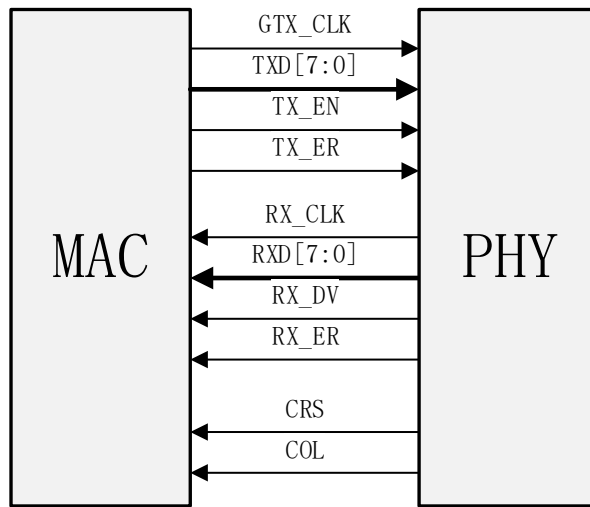 GTX_CLK
TXD[7:0]
TX_EN
TX_ER
RX_CLK
MAC
RXD[7:0]
PHY
RX_DV
RX_ER
CRS
COL